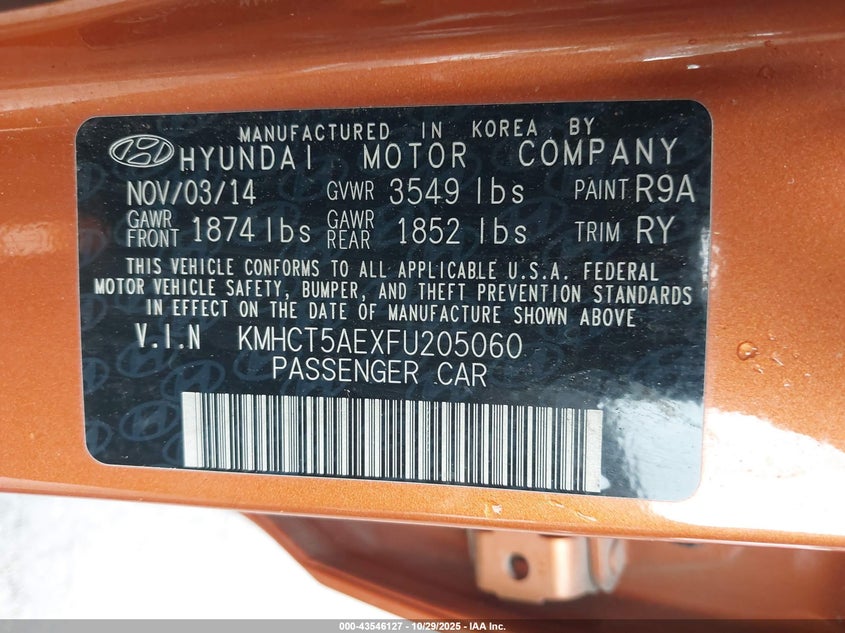 MANUFACTURED IN KOREA BY
HYUNDAI MOTOR COMPANY
NOV/03/14 GVWR 3549 lbs PAINT R9A
GAWR FRONT 1874 lbs GAWR REAR 1852 lbs TRIM RY
THIS VEHICLE CONFORMS TO ALL APPLICABLE U.S.A. FEDERAL
MOTOR VEHICLE SAFETY, BUMPER, AND THEFT PREVENTION STANDARDS
IN EFFECT ON THE DATE OF MANUFACTURE SHOWN ABOVE
V.I.N KMHCT5AEXFU205060
PASSENGER CAR
000-43546127 - 10/29/2025 - IAA Inc.